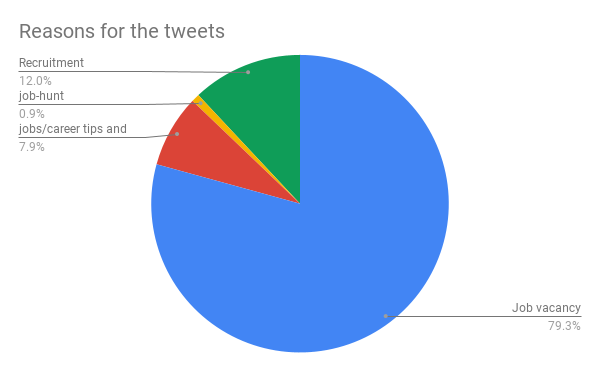 Reasons for the tweets
Recruitment
12.0%
job-hunt
0.9%
jobs/career tips and
7.9%
Job vacancy
79.3%